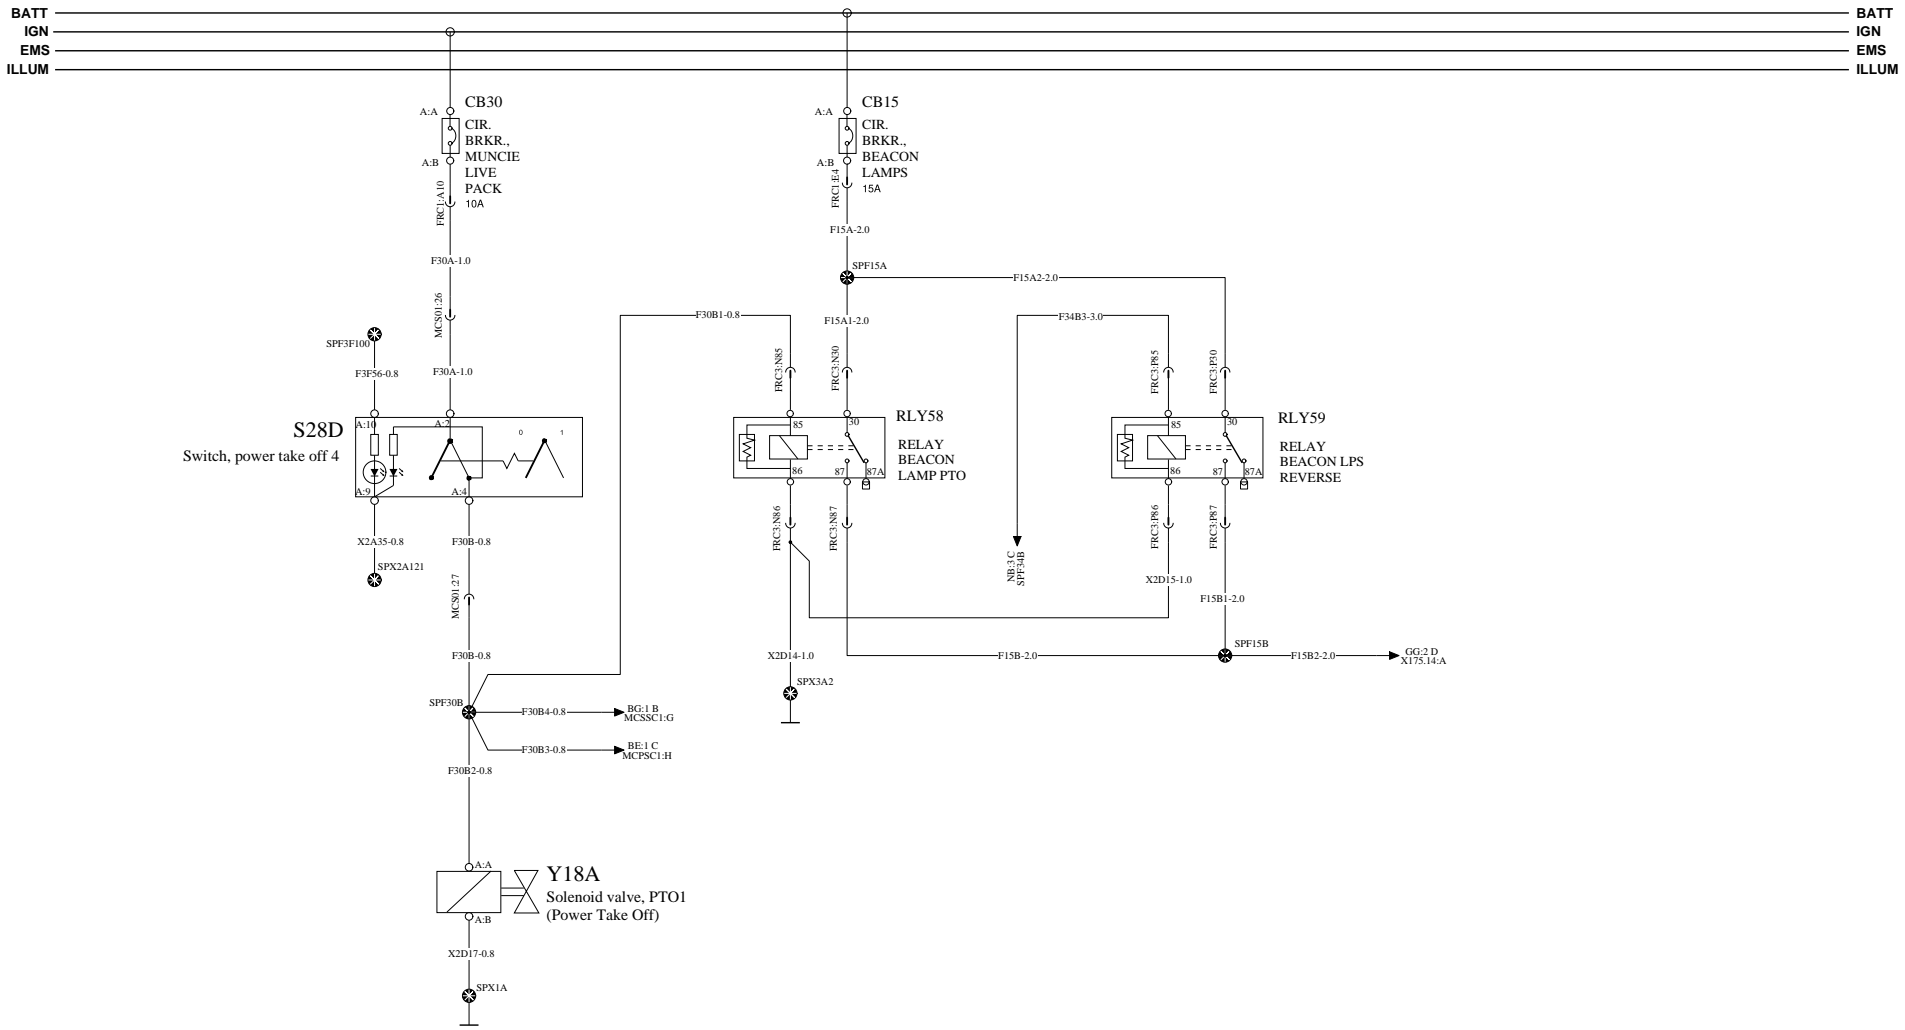 BATT
IGN
EMS
ILLUM
BATT
IGN
EMS
ILLUM
A:A
CB30
CIR.
BRKR.,
MUNCIE
LIVE
PACK
10A
A:B
FRC1:A10
F30A-1.0
MCS01:26
F30A-1.0
SPF3F100
F3F56-0.8
A:10
A:2
0
1
S28D
Switch, power take off 4
A:9
A:4
X2A35-0.8
SPX2A121
F30B-0.8
MCS01:27
F30B-0.8
SPF30B
F30B4-0.8
BG:1 B
MCSSC1:G
F30B3-0.8
BE:1 C
MCPSC1:H
F30B2-0.8
A:A
Y18A
Solenoid valve, PTO1
(Power Take Off)
A:B
X2D17-0.8
SPX1A
A:A
CB15
CIR.
BRKR.,
BEACON
LAMPS
15A
A:B
FRC1:E4
F15A-2.0
SPF15A
F15A2-2.0
F30B1-0.8
F15A1-2.0
F34B3-3.0
FRC3:N85
FRC3:N30
FRC3:P85
FRC3:P30
85
30
86
87
87A
RLY58
RELAY
BEACON
LAMP PTO
85
30
86
87
87A
RLY59
RELAY
BEACON LPS
REVERSE
FRC3:N86
FRC3:N87
NB:3 C
SPF34B
FRC3:P86
FRC3:P87
X2D15-1.0
F15B1-2.0
X2D14-1.0
SPX3A2
F15B-2.0
SPF15B
F15B2-2.0
GG:2 D
X175.14:A